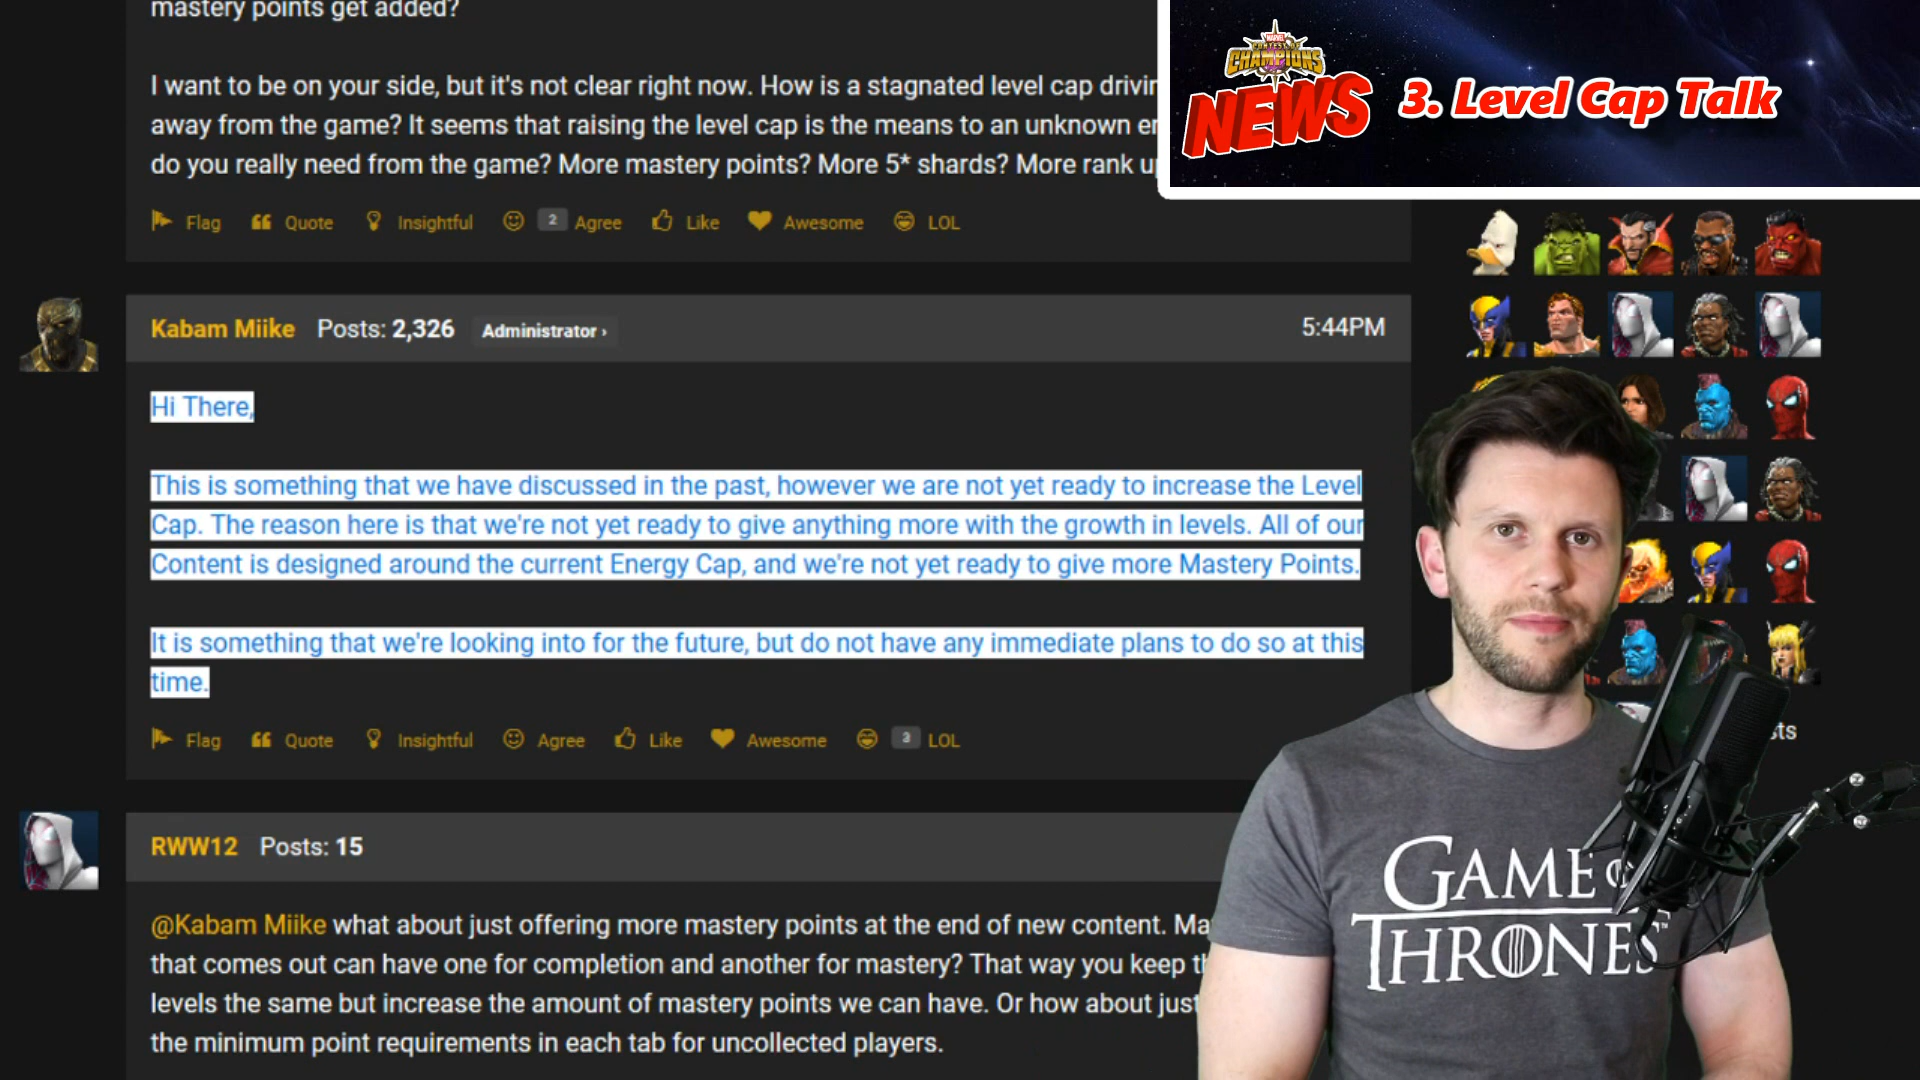 mastery points get added?
I want to be on your side, but it's not clear right now. How is a stagnated level cap
away from the game? It seems that raising the level cap is the means to an unknown
do you really need from the game? More mastery points? More 5* shards? More rank
Flag Quote Insightful 2 Agree Like Awesome LOL
MARVEL
CONTEST OF
CHAMPIONS
NEWS
3. Level Cap Talk
Kabam Miike Posts: 2,326 Administrator › 5:44PM
Hi There,
This is something that we have discussed in the past, however we are not yet ready to increase the Level
Cap. The reason here is that we're not yet ready to give anything more with the growth in levels. All of our
Content is designed around the current Energy Cap, and we're not yet ready to give more Mastery Points.
It is something that we're looking into for the future, but do not have any immediate plans to do so at this
time.
Flag Quote Insightful Agree Like Awesome 3 LOL
RWW12 Posts: 15
@Kabam Miike what about just offering more mastery points at the end of new content.
that comes out can have one for completion and another for mastery? That way you keep
levels the same but increase the amount of mastery points we can have. Or how about just
the minimum point requirements in each tab for uncollected players.
GAME
THRONES